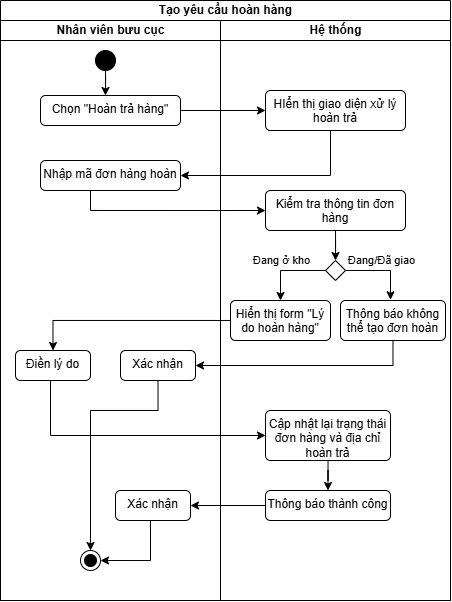 Tạo yêu cầu hoàn hàng
Nhân viên bưu cục
Hệ thống
Chọn "Hoàn trả hàng"
HIển thị giao diện xử lý
hoàn trả
Nhập mã đơn hàng hoàn
Kiểm tra thông tin đơn
hàng
Đang ở kho
Đang/Đã giao
Hiển thị form "Lý
do hoàn hàng"
Thông báo không
thể tạo đơn hoàn
Điền lý do
Xác nhận
Cập nhật lại trạng thái
đơn hàng và địa chỉ
hoàn trả
Xác nhận
Thông báo thành công